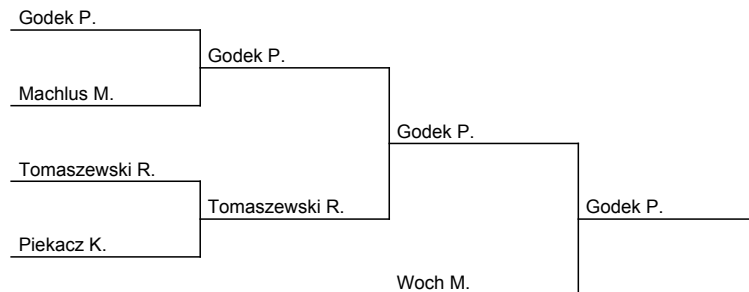 Godek P.
Godek P.
Machlus M.
Godek P.
Tomaszewski R.
Tomaszewski R.
Godek P.
Piekacz K.
Woch M.